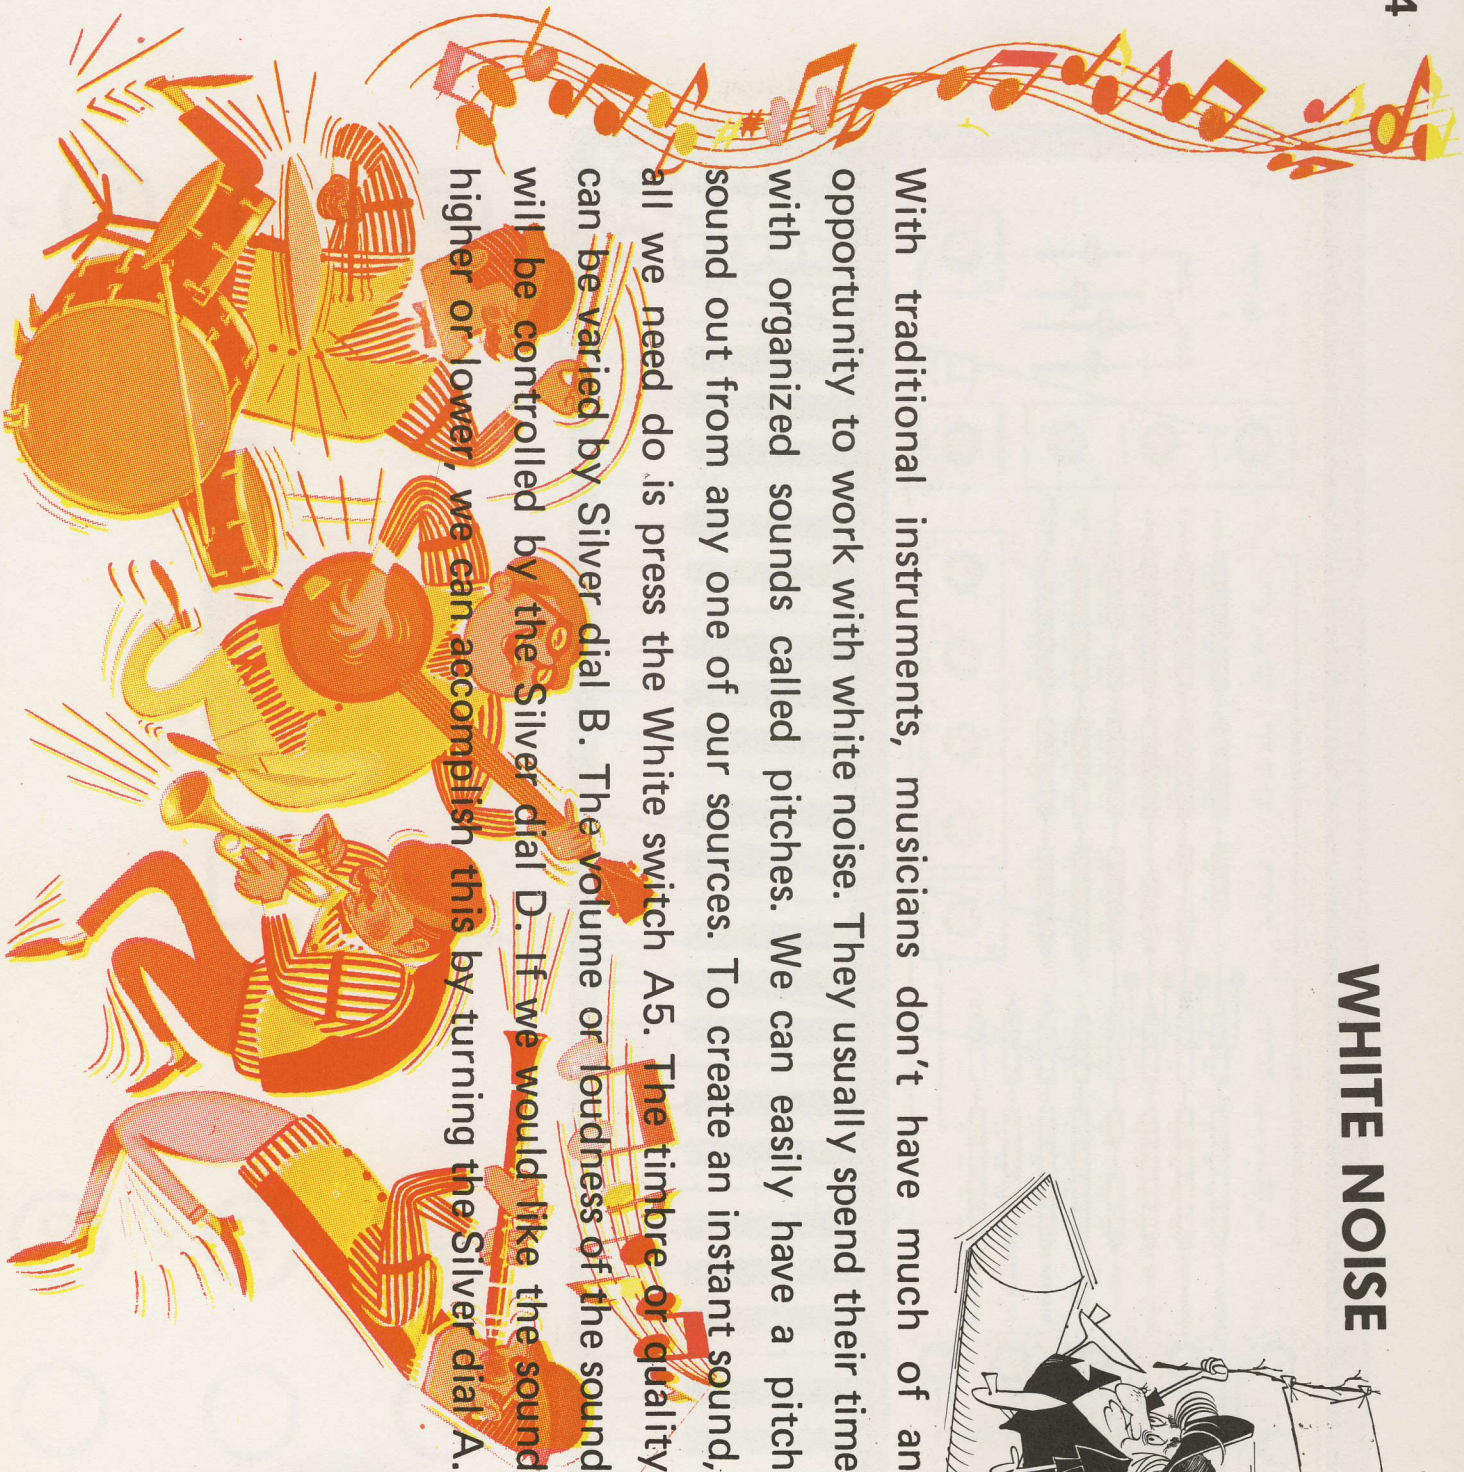 4
WHITE NOISE
With traditional instruments, musicians don't have much of an
opportunity to work with white noise. They usually spend their time
with organized sounds called pitches. We can easily have a pitch
sound out from any one of our sources. To create an instant sound,
all we need do is press the White switch A5. The timbre or quality
can be varied by Silver dial B. The volume or loudness of the sound
will be controlled by the Silver dial D. If we would like the sound
higher or lower, we can accomplish this by turning the Silver dial A.